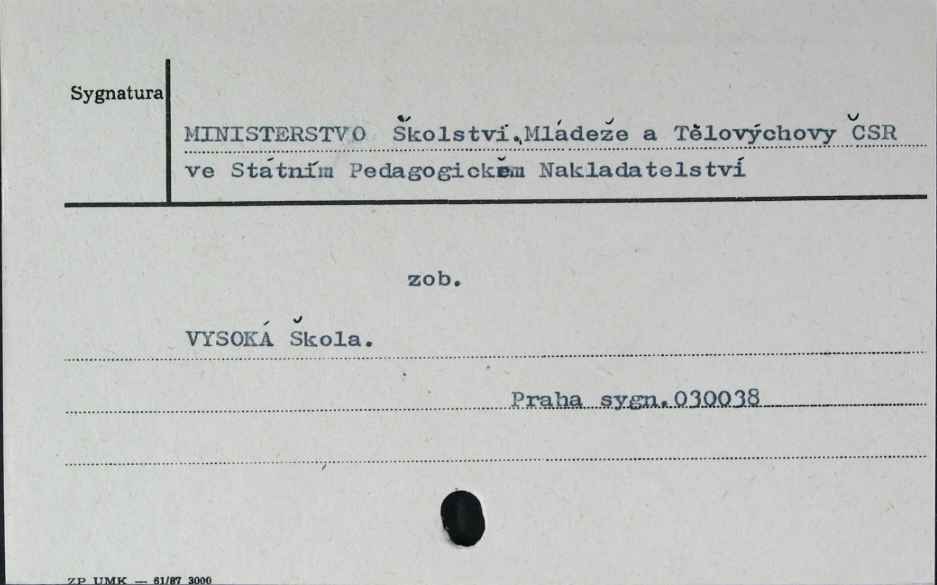 Sygnatura
MINISTERSTVO Školství,Mládeže a Tělovýchovy ČSR
ve Státním Pedagogickém Nakladatelství
zob.
VYSOKÁ Škola.
Praha sygn.030038
ZP UMK — 61/87 3000